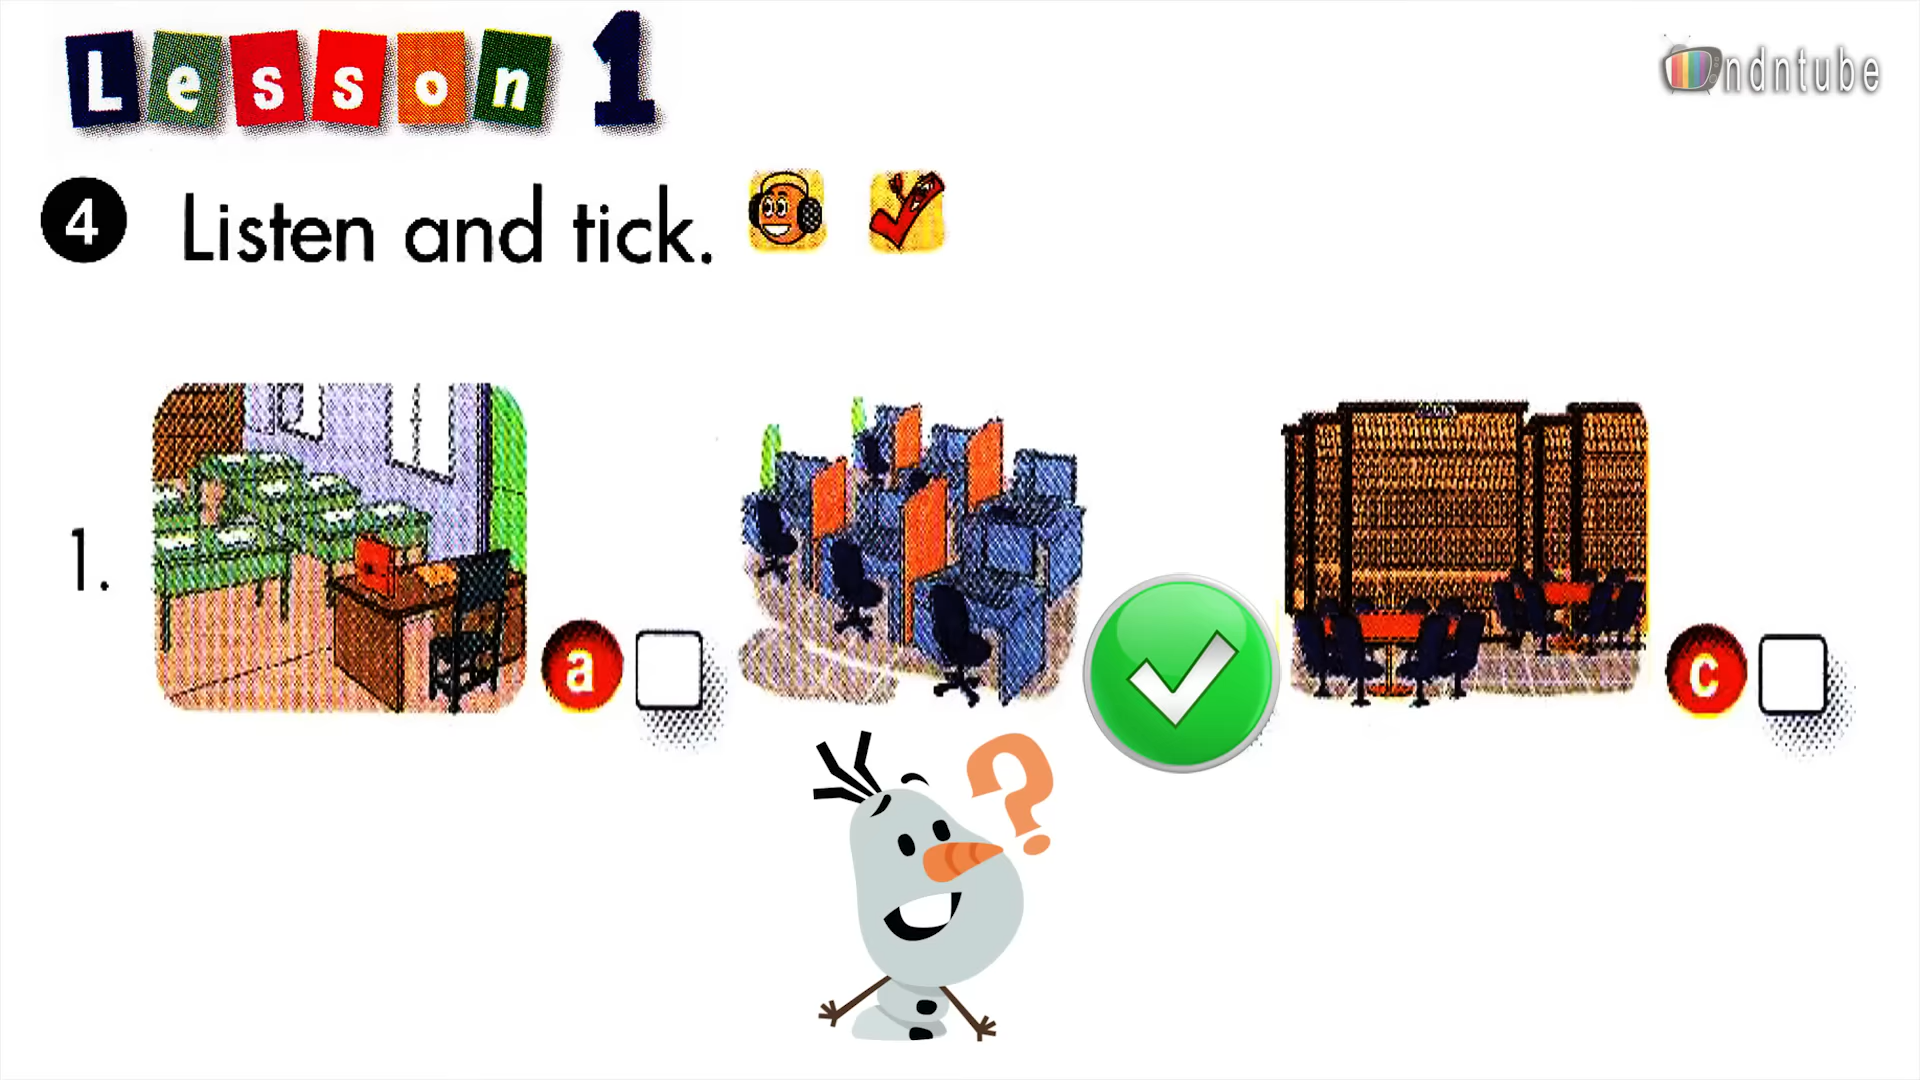 Lesson 1
ndntube
4 Listen and tick.
1.
a
c